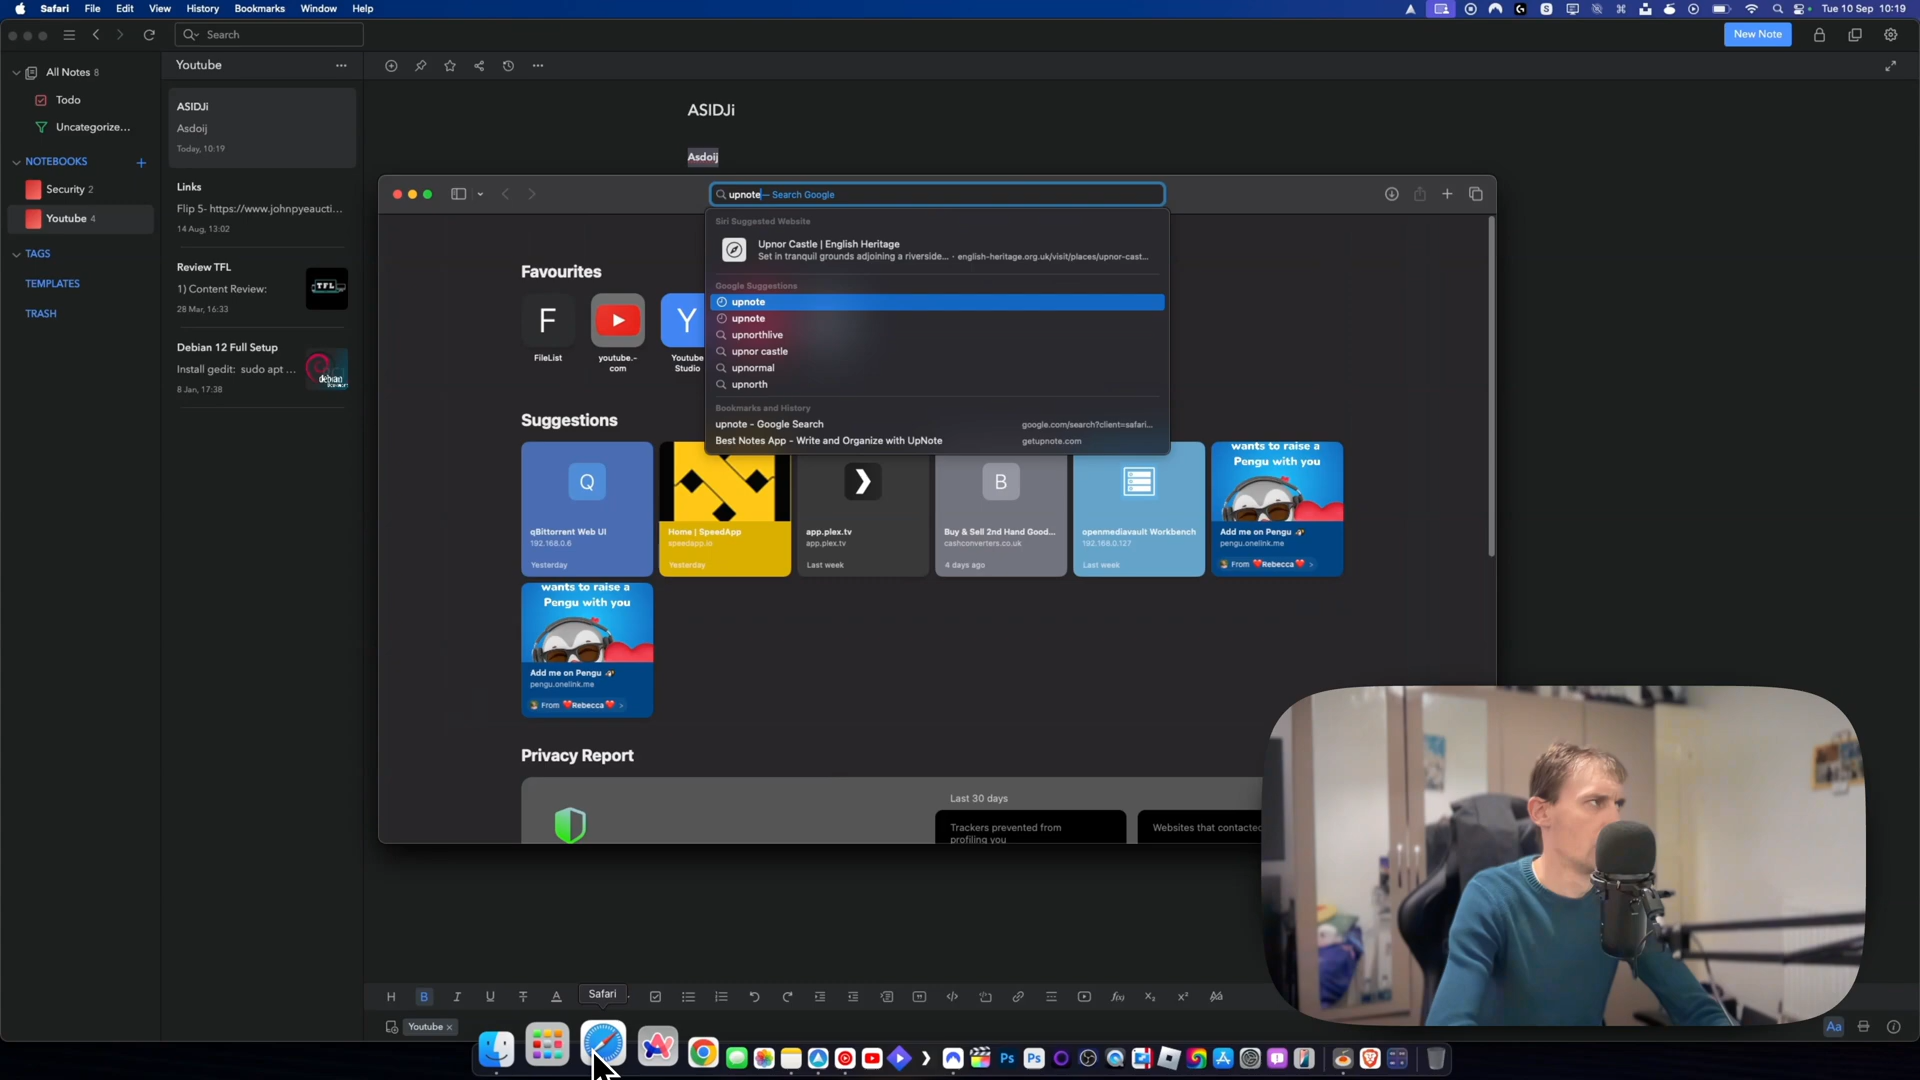 Safari File Edit View History Bookmarks Window Help
Tue 10 Sep 10:19
Search
New Note
All Notes 8
Todo
Uncategorize...
NOTEBOOKS
Security 2
Youtube 4
TAGS
TEMPLATES
TRASH
Youtube
ASIDJi
Asdoij
Today, 10:19
Links
Flip 5- https://www.johnpyeaucti...
14 Aug, 13:02
Review TFL
1) Content Review:
28 Mar, 16:33
TFL
Debian 12 Full Setup
Install gedit: sudo apt ...
8 Jan, 17:38
debian
ASIDJi
Asdoij
upnote — Search Google
Siri Suggested Website
Upnor Castle | English Heritage
Set in tranquil grounds adjoining a riverside... · english-heritage.org.uk/visit/places/upnor-cast...
Google Suggestions
upnote
upnote
upnorthlive
upnor castle
upnormal
upnorth
Bookmarks and History
upnote - Google Search google.com/search?client=safari...
Best Notes App - Write and Organize with UpNote getupnote.com
Favourites
F
Y
FileList
youtube.-
com
Youtube
Studio
Suggestions
Q
qBittorrent Web UI
192.168.0.6
Yesterday
Home | SpeedApp
speedapp.io
Yesterday
app.plex.tv
app.plex.tv
Last week
B
Buy & Sell 2nd Hand Good...
cashconverters.co.uk
4 days ago
openmediavault Workbench
192.168.0.127
Last week
wants to raise a
Pengu with you
Add me on Pengu
pengu.onelink.me
From Rebecca >
wants to raise a
Pengu with you
Add me on Pengu
pengu.onelink.me
From Rebecca >
Privacy Report
Last 30 days
Trackers prevented from
profiling you
Websites that contacted
H B I U T A
Safari
f(x) X₂ X²
Youtube ×
Aa
Ps Ps